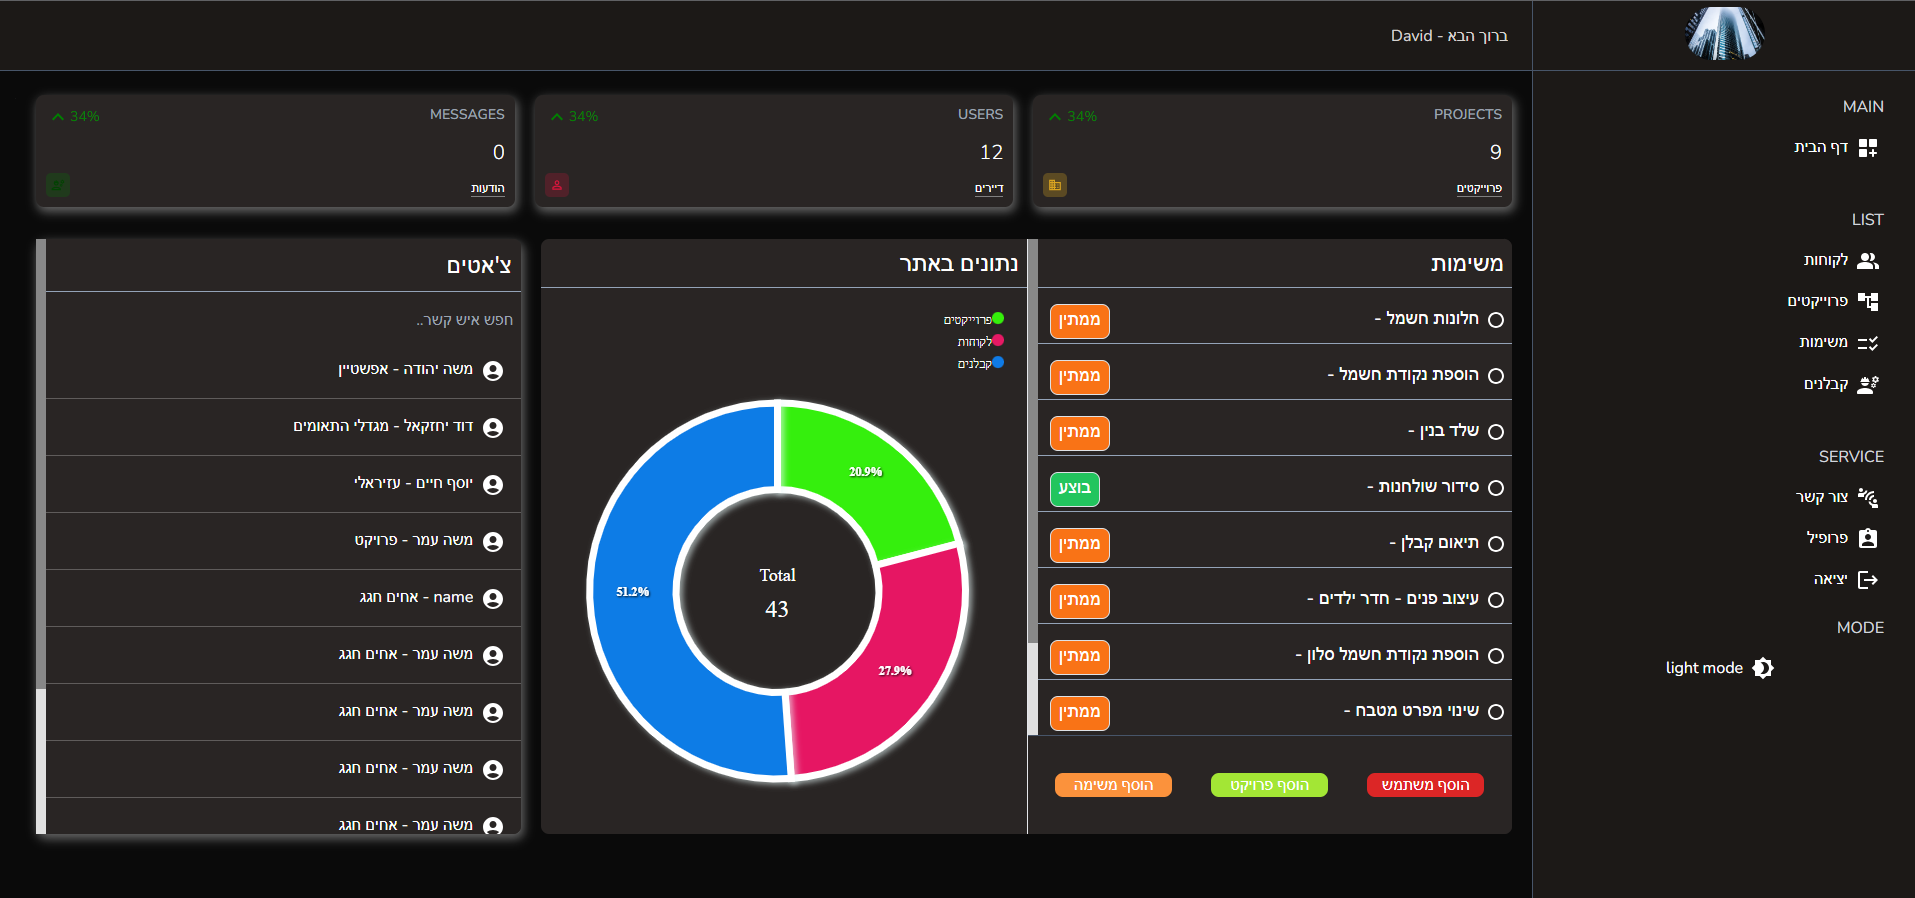 ברוך הבא - David
MAIN
דף הבית
LIST
לקוחות
פרוייקטים
משימות
קבלנים
SERVICE
צור קשר
פרופיל
יציאה
MODE
light mode
PROJECTS
34%
9
פרוייקטים
USERS
34%
12
דיירים
MESSAGES
34%
0
הודעות
משימות
חלונות חשמל -
ממתין
הוספת נקודת חשמל -
ממתין
שלד בנין -
ממתין
סידור שולחנות -
בוצע
תיאום קבלן -
ממתין
עיצוב פנים - חדר ילדים -
ממתין
הוספת נקודת חשמל סלון -
ממתין
שינוי מפרט מטבח -
ממתין
הוסף משתמש
הוסף פרויקט
הוסף משימה
נתונים באתר
פרוייקטים
לקוחות
קבלנים
20.9%
51.2%
Total
43
27.9%
צ'אטים
חפש איש קשר..
משה יהודה - אפשטיין
דוד יחזקאל - מגדלי התאומים
יוסף חיים - עזיראלי
משה עמר - פרויקט
name - אחים חגג
משה עמר - אחים חגג
משה עמר - אחים חגג
משה עמר - אחים חגג
משה עמר - אחים חגג